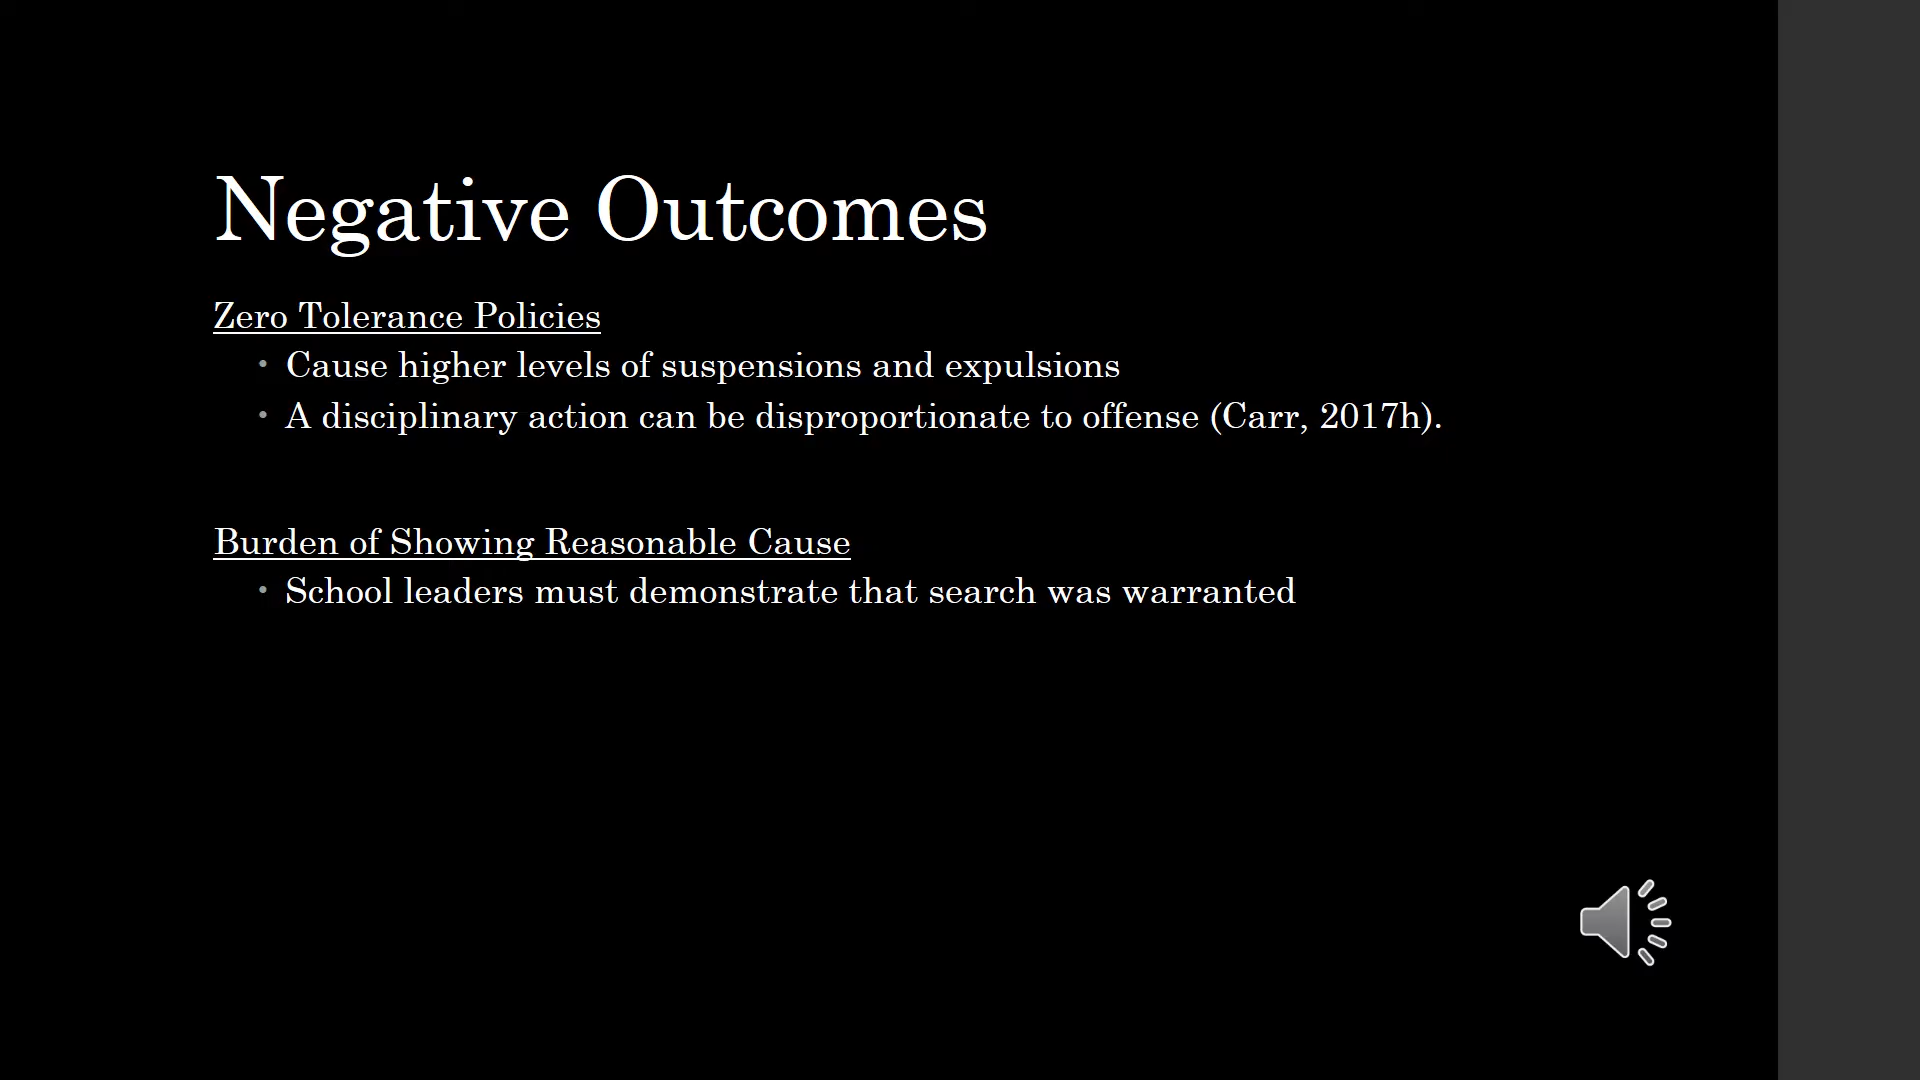 Negative Outcomes
Zero Tolerance Policies
• Cause higher levels of suspensions and expulsions
• A disciplinary action can be disproportionate to offense (Carr, 2017h).
Burden of Showing Reasonable Cause
• School leaders must demonstrate that search was warranted